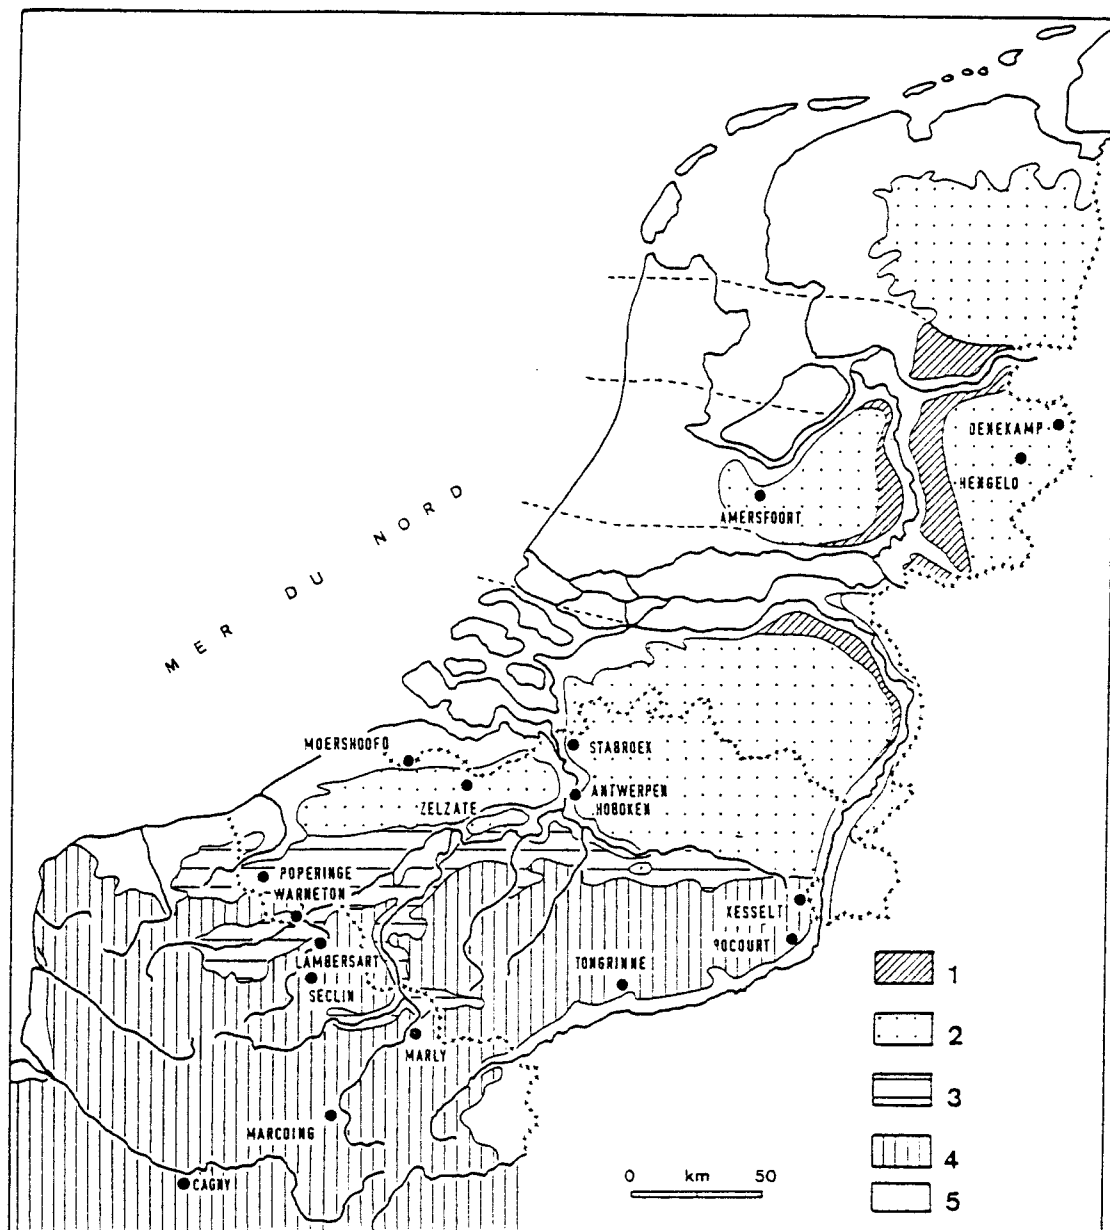 DENEKAMP
HENGELO
AMERSFOORT
MER DU NORD
MOERSHOOFD
STABROEK
ZELZATE
ANTWERPEN
HOBOKEN
POPERINGE
WARNETON
KESSELT
ROCOURT
LAMBERSART
TONGRINNE
SECLIN
MARLY
MARCOING
CAGNY
1
2
3
4
5
0 km 50